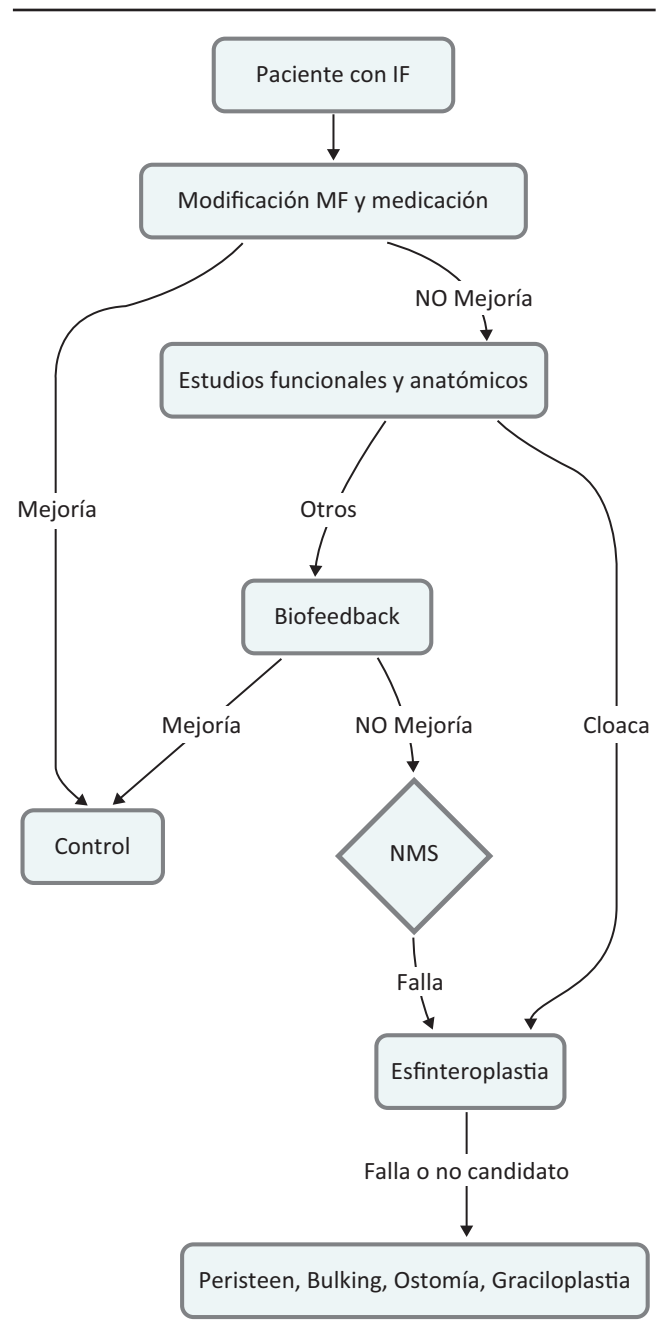 Paciente con IF
Modificación MF y medicación
NO Mejoría
Estudios funcionales y anatómicos
Mejoría
Otros
Biofeedback
Mejoría
NO Mejoría
Cloaca
Control
NMS
Falla
Esfinteroplastia
Falla o no candidato
Peristeen, Bulking, Ostomía, Graciloplastia